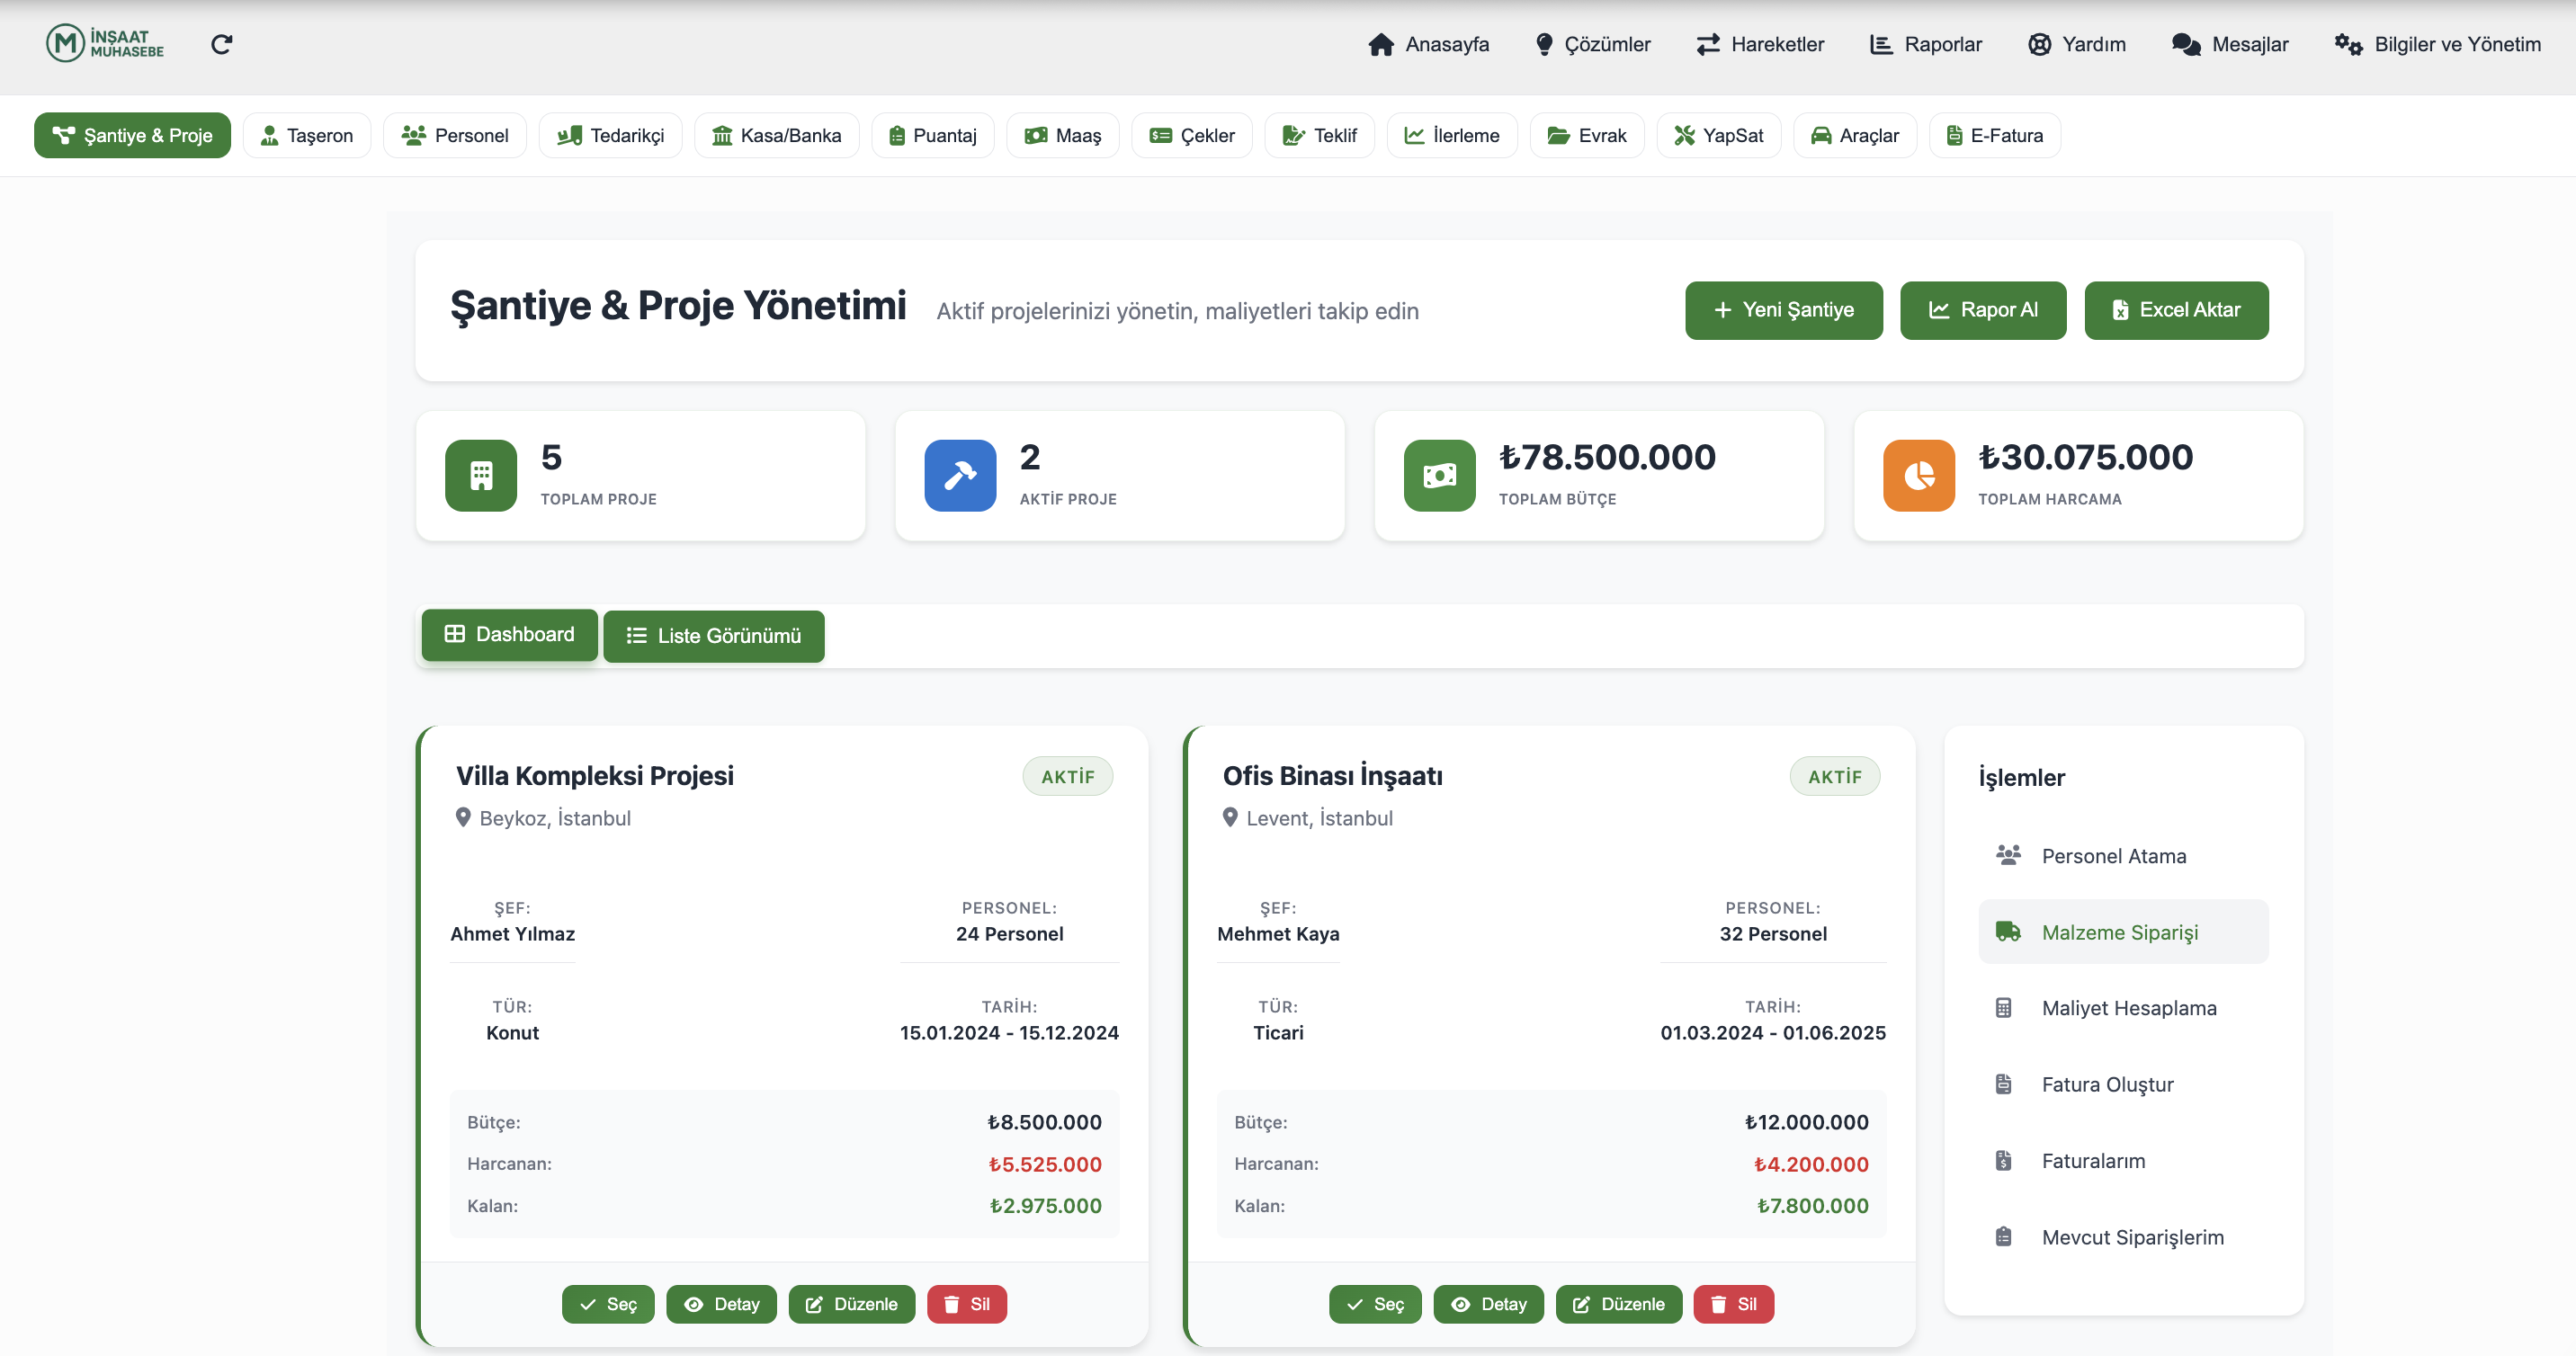 İNŞAAT
MUHASEBE
Anasayfa
Çözümler
Hareketler
Raporlar
Yardım
Mesajlar
Bilgiler ve Yönetim
Şantiye & Proje
Taşeron
Personel
Tedarikçi
Kasa/Banka
Puantaj
Maaş
Çekler
Teklif
İlerleme
Evrak
YapSat
Araçlar
E-Fatura
Şantiye & Proje Yönetimi
Aktif projelerinizi yönetin, maliyetleri takip edin
Yeni Şantiye
Rapor Al
Excel Aktar
5
TOPLAM PROJE
2
AKTİF PROJE
₺78.500.000
TOPLAM BÜTÇE
₺30.075.000
TOPLAM HARCAMA
Dashboard
Liste Görünümü
Villa Kompleksi Projesi
AKTİF
Beykoz, İstanbul
ŞEF:
Ahmet Yılmaz
PERSONEL:
24 Personel
TÜR:
Konut
TARİH:
15.01.2024 - 15.12.2024
Bütçe:
₺8.500.000
Harcanan:
₺5.525.000
Kalan:
₺2.975.000
Seç
Detay
Düzenle
Sil
Ofis Binası İnşaatı
AKTİF
Levent, İstanbul
ŞEF:
Mehmet Kaya
PERSONEL:
32 Personel
TÜR:
Ticari
TARİH:
01.03.2024 - 01.06.2025
Bütçe:
₺12.000.000
Harcanan:
₺4.200.000
Kalan:
₺7.800.000
Seç
Detay
Düzenle
Sil
İşlemler
Personel Atama
Malzeme Siparişi
Maliyet Hesaplama
Fatura Oluştur
Faturalarım
Mevcut Siparişlerim